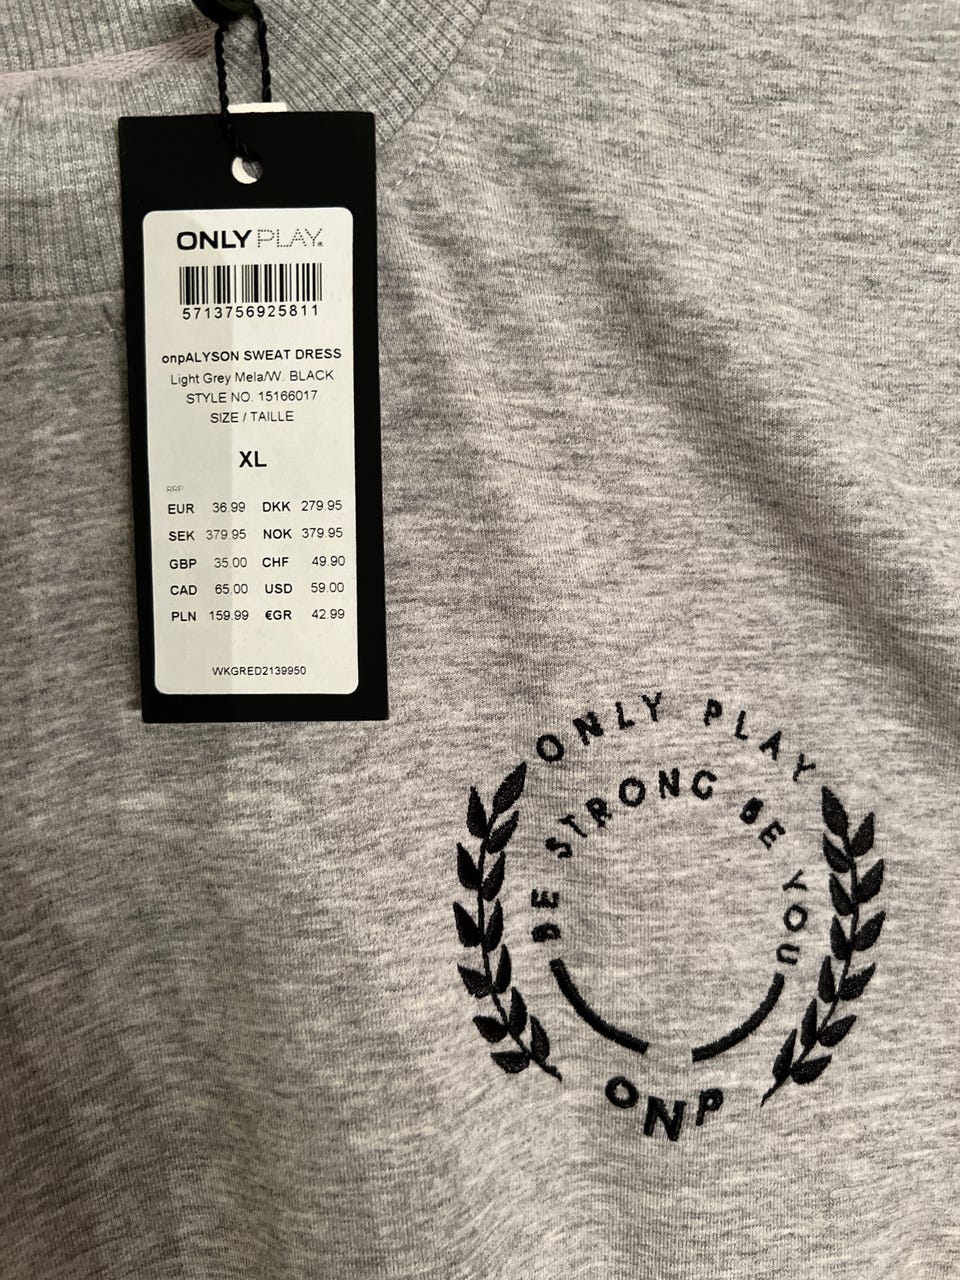 ONLY PLAY®
5713756925811
onpALYSON SWEAT DRESS
Light Grey Mela/W. BLACK
STYLE NO. 15166017
SIZE / TAILLE
XL
RRP
EUR 36.99 DKK 279.95
SEK 379.95 NOK 379.95
GBP 35.00 CHF 49.90
CAD 65.00 USD 59.00
PLN 159.99 €GR 42.99
WKGRED2139950
ONLY PLAY
BE STRONG BE YOU
ONP